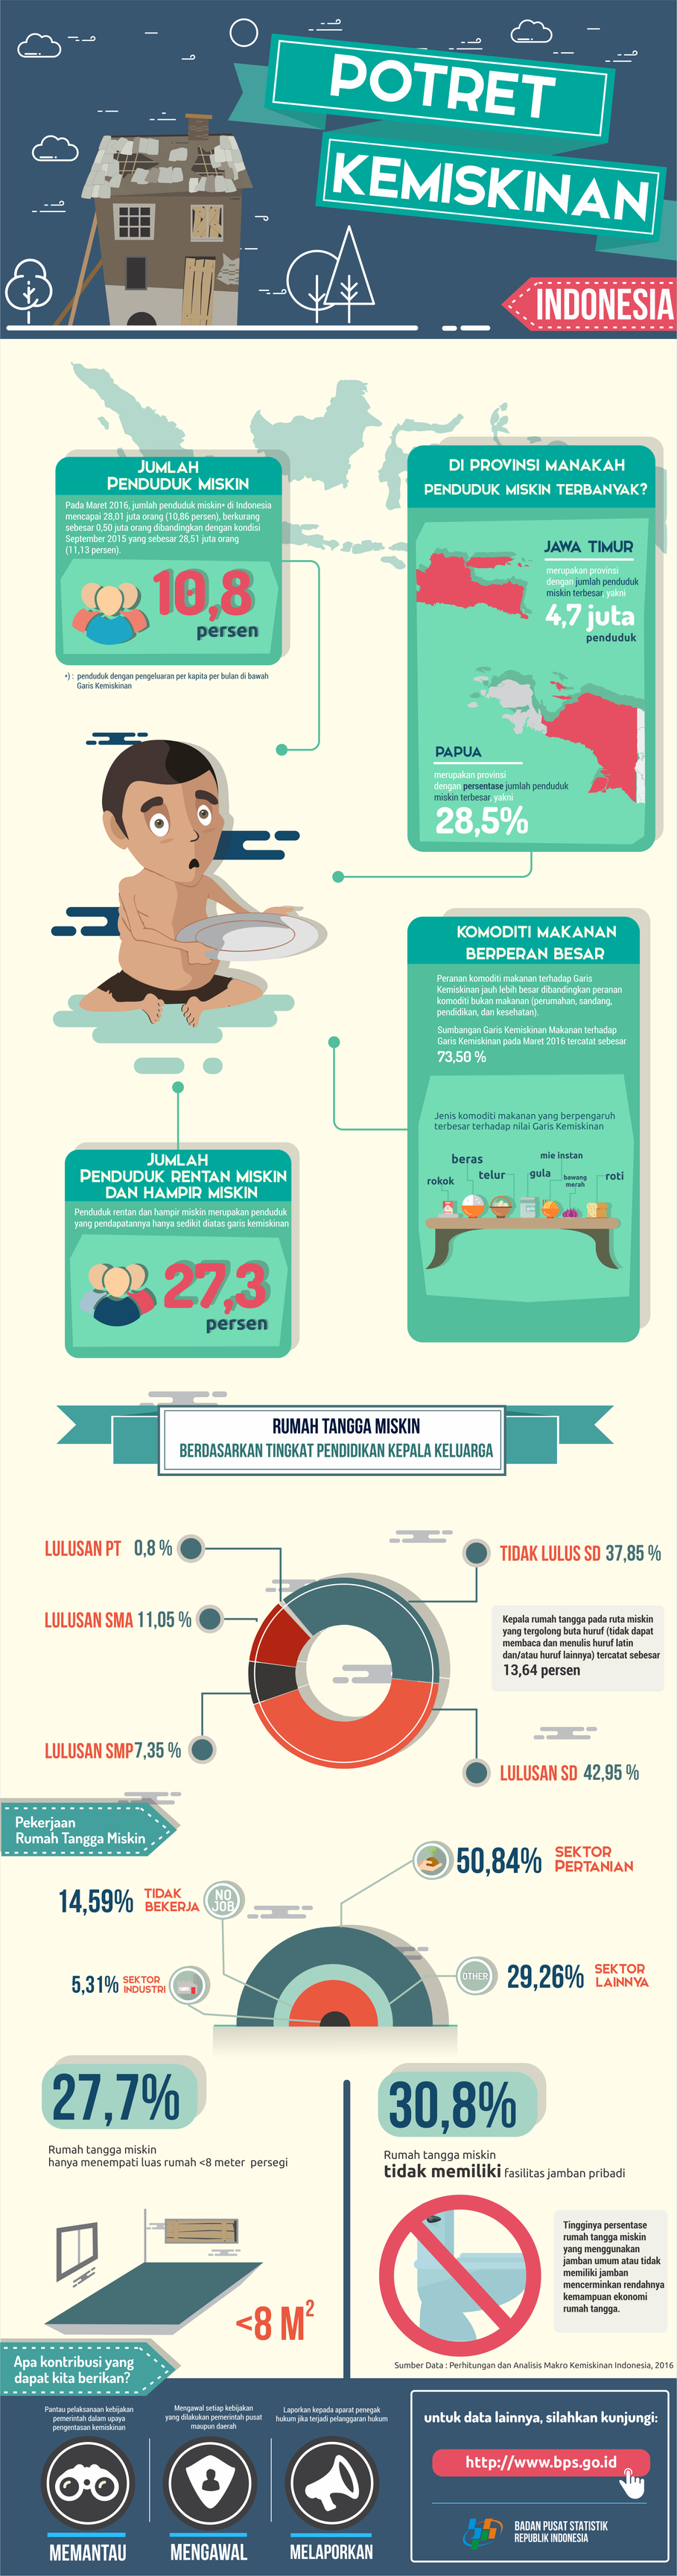 POTRET
KEMISKINAN
INDONESIA
JUMLAH
PENDUDUK MISKIN
Pada Maret 2016, jumlah penduduk miskin* di Indonesia
mencapai 28,01 juta orang (10,86 persen), berkurang
sebesar 0,50 juta orang dibandingkan dengan kondisi
September 2015 yang sebesar 28,51 juta orang
(11,13 persen).
10,8
persen
*) : penduduk dengan pengeluaran per kapita per bulan di bawah
Garis Kemiskinan
DI PROVINSI MANAKAH
PENDUDUK MISKIN TERBANYAK?
JAWA TIMUR
merupakan provinsi
dengan jumlah penduduk
miskin terbesar, yakni
4,7 juta
penduduk
PAPUA
merupakan provinsi
dengan persentase jumlah penduduk
miskin terbesar, yakni
28,5%
KOMODITI MAKANAN
BERPERAN BESAR
Peranan komoditi makanan terhadap Garis
Kemiskinan jauh lebih besar dibandingkan peranan
komoditi bukan makanan (perumahan, sandang,
pendidikan, dan kesehatan).
Sumbangan Garis Kemiskinan Makanan terhadap
Garis Kemiskinan pada Maret 2016 tercatat sebesar
73,50 %
Jenis komoditi makanan yang berpengaruh
terbesar terhadap nilai Garis Kemiskinan
rokok
beras
telur
gula
mie instan
bawang
merah
roti
JUMLAH
PENDUDUK RENTAN MISKIN
DAN HAMPIR MISKIN
Penduduk rentan dan hampir miskin merupakan penduduk
yang pendapatannya hanya sedikit diatas garis kemiskinan
27,3
persen
RUMAH TANGGA MISKIN
BERDASARKAN TINGKAT PENDIDIKAN KEPALA KELUARGA
LULUSAN PT 0,8 %
TIDAK LULUS SD 37,85 %
LULUSAN SMA 11,05 %
Kepala rumah tangga pada ruta miskin
yang tergolong buta huruf (tidak dapat
membaca dan menulis huruf latin
dan/atau huruf lainnya) tercatat sebesar
13,64 persen
LULUSAN SMP 7,35 %
LULUSAN SD 42,95 %
Pekerjaan
Rumah Tangga Miskin
50,84% SEKTOR
PERTANIAN
14,59% TIDAK
BEKERJA
NO
JOB
5,31% SEKTOR
INDUSTRI
OTHER
29,26% SEKTOR
LAINNYA
27,7%
Rumah tangga miskin
hanya menempati luas rumah <8 meter persegi
<8 M2
30,8%
Rumah tangga miskin
tidak memiliki fasilitas jamban pribadi
Tingginya persentase
rumah tangga miskin
yang menggunakan
jamban umum atau tidak
memiliki jamban
mencerminkan rendahnya
kemampuan ekonomi
rumah tangga.
Sumber Data : Perhitungan dan Analisis Makro Kemiskinan Indonesia, 2016
Apa kontribusi yang
dapat kita berikan?
Pantau pelaksanaan kebijakan
pemerintah dalam upaya
pengentasan kemiskinan
MEMANTAU
Mengawal setiap kebijakan
yang dilakukan pemerintah pusat
maupun daerah
MENGAWAL
Laporkan kepada aparat penegak
hukum jika terjadi pelanggaran hukum
MELAPORKAN
untuk data lainnya, silahkan kunjungi:
http://www.bps.go.id
BADAN PUSAT STATISTIK
REPUBLIK INDONESIA